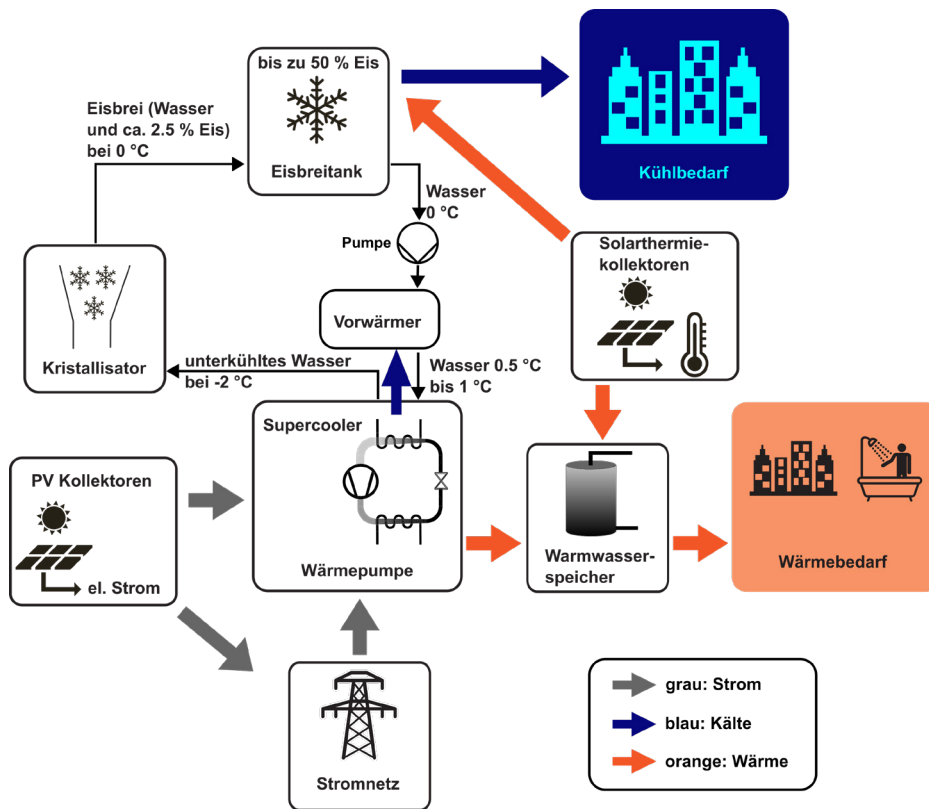 bis zu 50 % Eis
Eisbreitank
Eisbrei (Wasser
und ca. 2.5 % Eis)
bei 0 °C
Kühlbedarf
Wasser
0 °C
Pumpe
Solarthermie-
kollektoren
Vorwärmer
Kristallisator
unterkühltes Wasser
bei -2 °C
Wasser 0.5 °C
bis 1 °C
Supercooler
Wärmepumpe
PV Kollektoren
el. Strom
Warmwasser-
speicher
Wärmebedarf
Stromnetz
grau: Strom
blau: Kälte
orange: Wärme